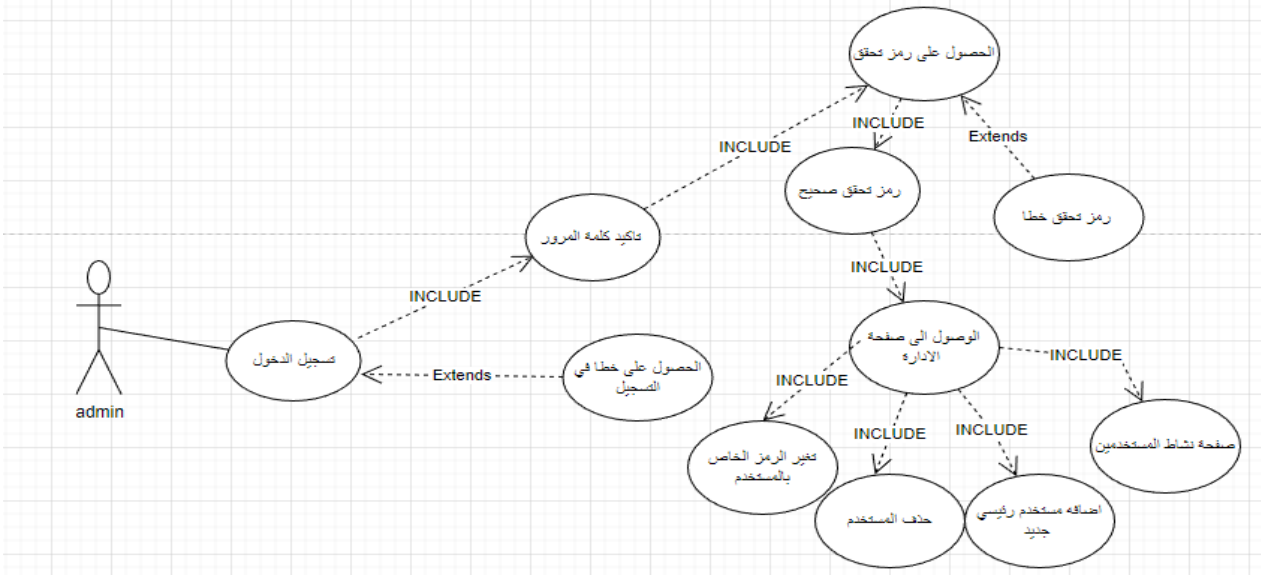 الحصول على رمز تحقق
INCLUDE
Extends
INCLUDE
رمز تحقق صحيح
رمز تحقق خطا
تاكيد كلمة المرور
INCLUDE
INCLUDE
تسجيل الدخول
Extends
الحصول على خطا في
التسجيل
الوصول الى صفحة
الادارة
INCLUDE
INCLUDE
admin
INCLUDE
INCLUDE
تغير الرمز الخاص
بالمستخدم
صفحة نشاط المستخدمين
حذف المستخدم
اضافه مستخدم رئيسي
جديد